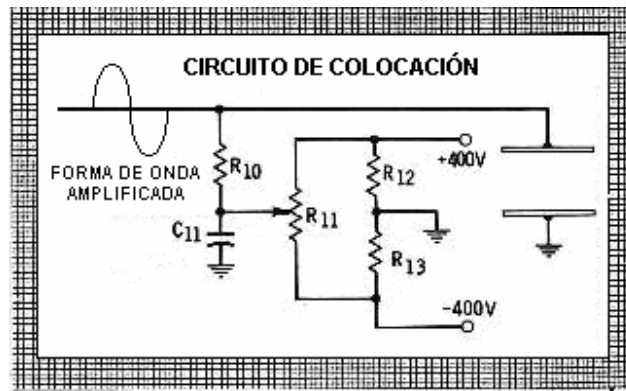 CIRCUITO DE COLOCACIÓN
FORMA DE ONDA
AMPLIFICADA
R10
C11
R11
R12
R13
+400V
-400V